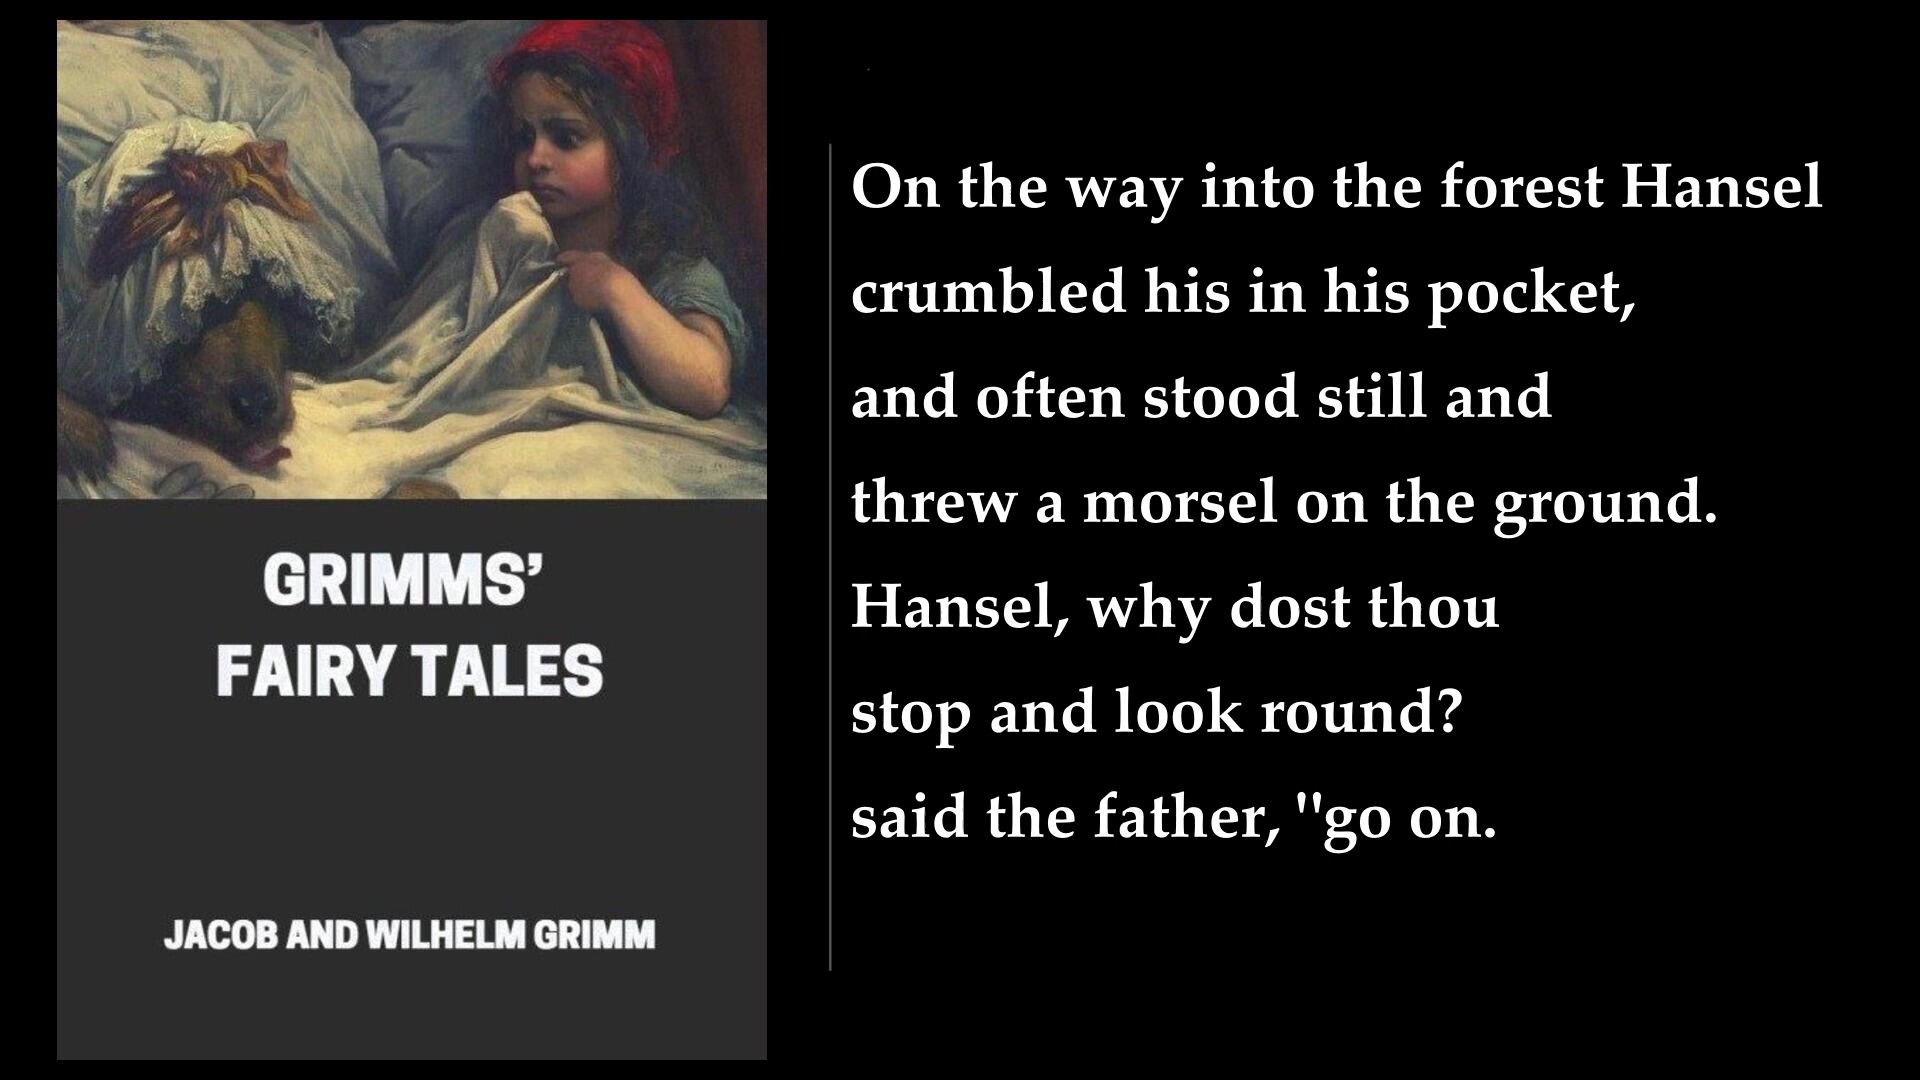 GRIMMS’
FAIRY TALES
JACOB AND WILHELM GRIMM
On the way into the forest Hansel
crumbled his in his pocket,
and often stood still and
threw a morsel on the ground.
Hansel, why dost thou
stop and look round?
said the father, "go on.